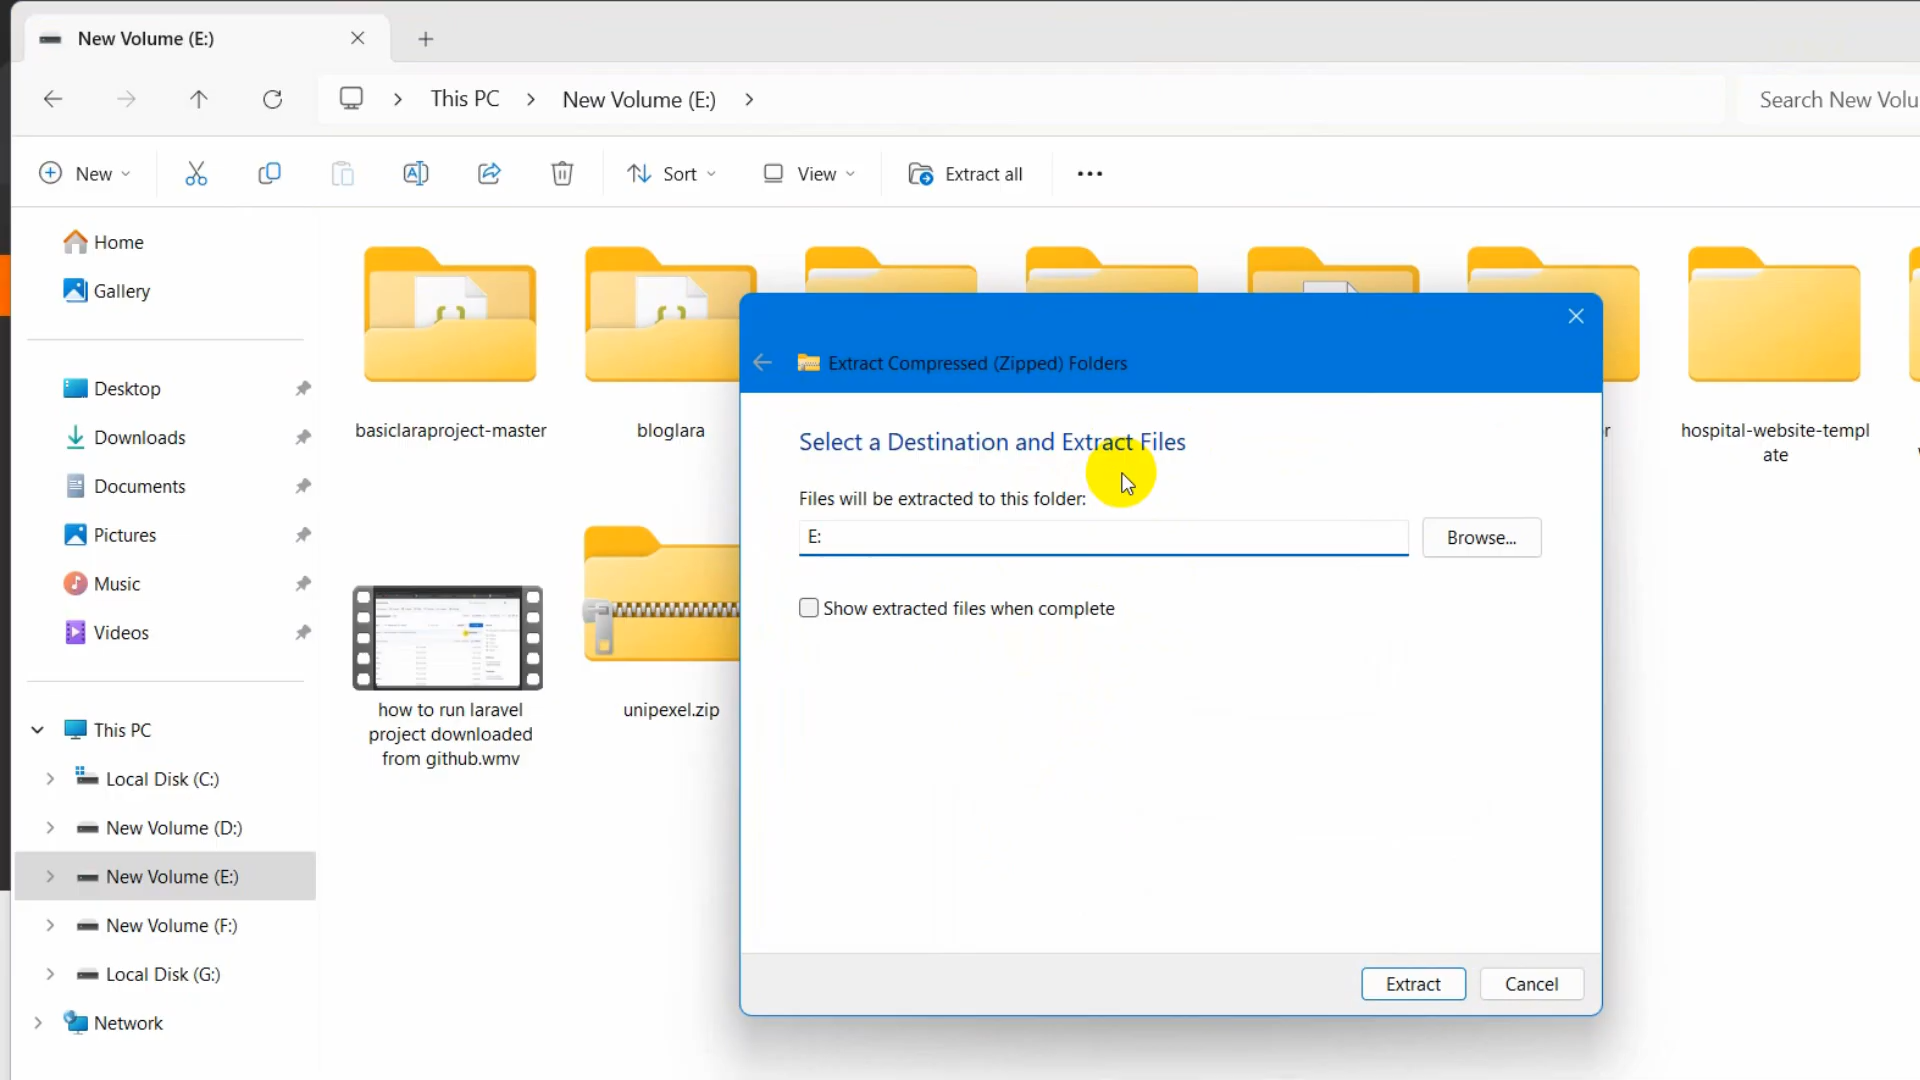 New Volume (E:)
This PC
New Volume (E:)
Search New Volu
New
Sort
View
Extract all
Home
Gallery
Desktop
Downloads
Documents
Pictures
Music
Videos
This PC
Local Disk (C:)
New Volume (D:)
New Volume (E:)
New Volume (F:)
Local Disk (G:)
Network
basiclaraproject-master
bloglara
r
hospital-website-templ
ate
how to run laravel
project downloaded
from github.wmv
unipexel.zip
Extract Compressed (Zipped) Folders
Select a Destination and Extract Files
Files will be extracted to this folder:
E:
Browse...
Show extracted files when complete
Extract
Cancel